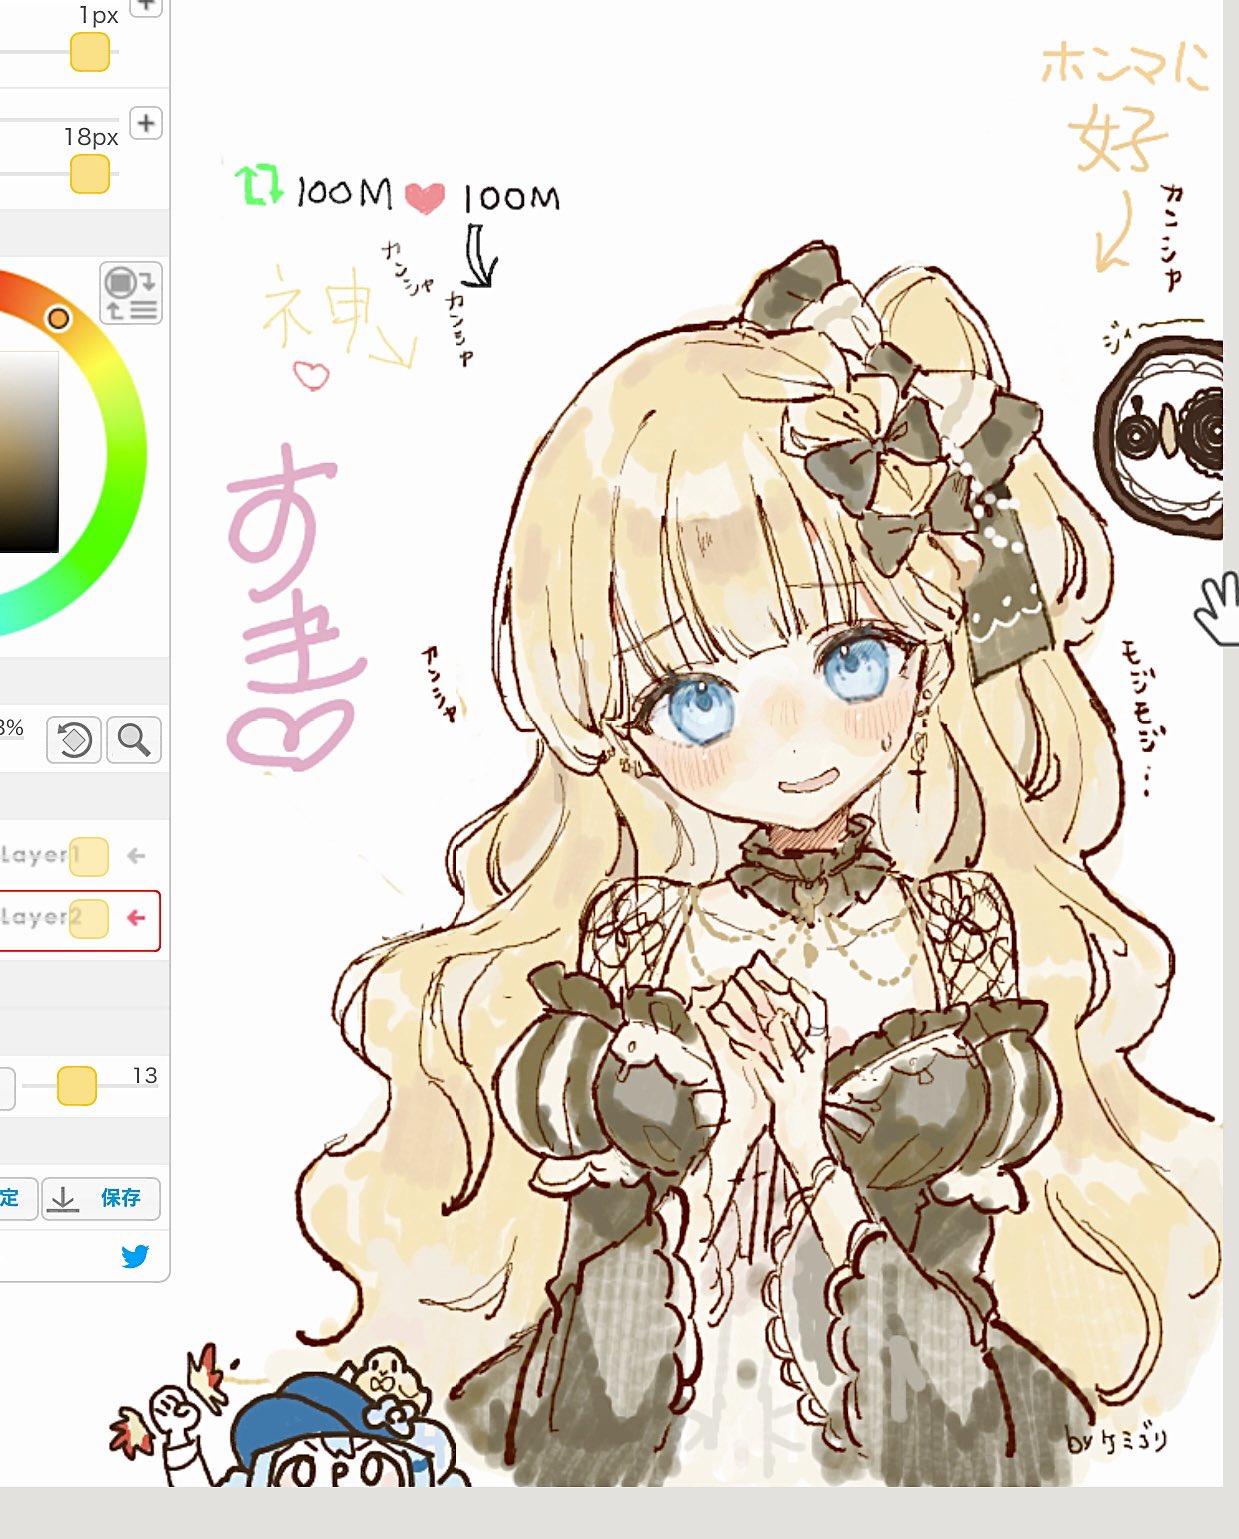 1px
18px
100M 100M
ホンマに
好
カンシャ
カンシャ
カンシャ
神
ジィー
すき
カンシャ
モジモジ…
3%
Layer1
Layer2
13
定
保存
by ケミゴリ